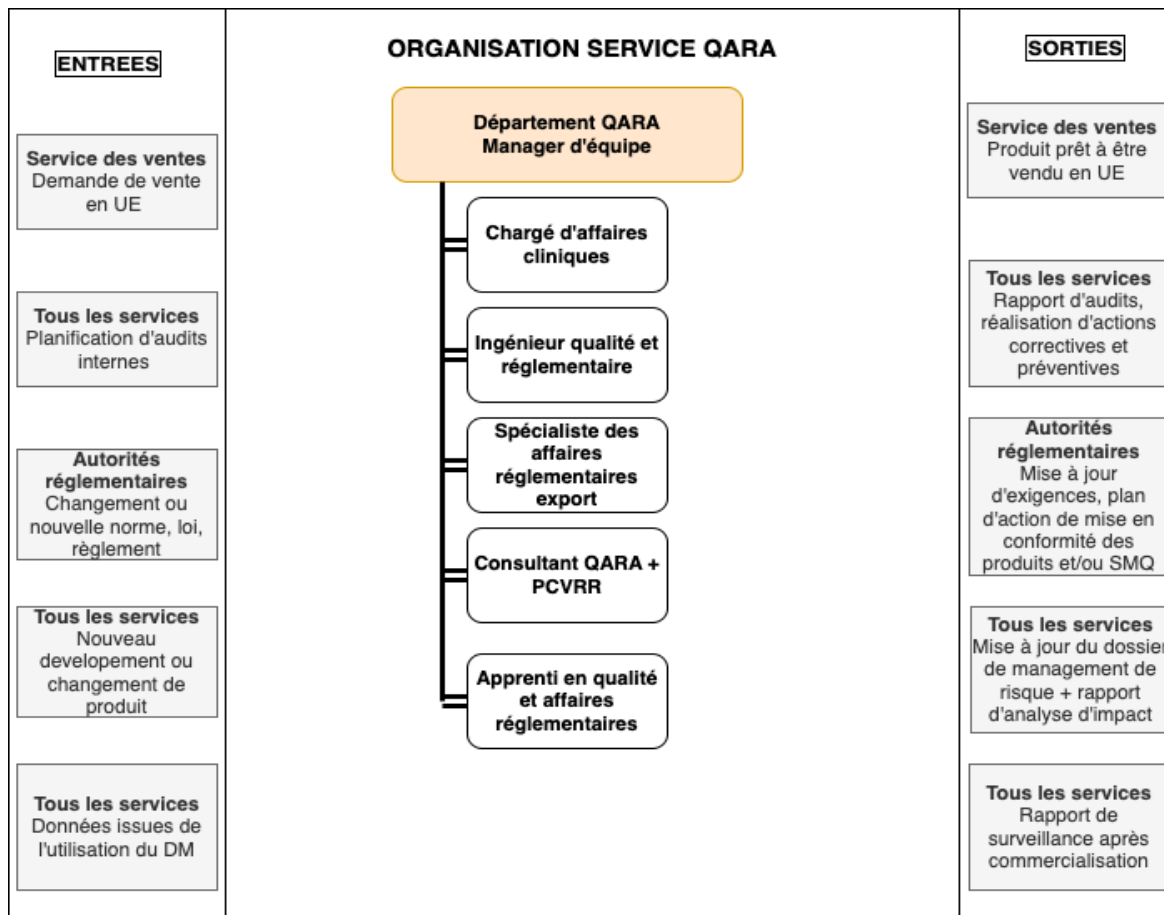 ENTREES
Service des ventes
Demande de vente
en UE
Tous les services
Planification d'audits
internes
Autorités
réglementaires
Changement ou
nouvelle norme, loi,
règlement
Tous les services
Nouveau
developement ou
changement de
produit
Tous les services
Données issues de
l'utilisation du DM
ORGANISATION SERVICE QARA
Département QARA
Manager d'équipe
Chargé d'affaires
cliniques
Ingénieur qualité et
réglementaire
Spécialiste des
affaires
réglementaires
export
Consultant QARA +
PCVRR
Apprenti en qualité
et affaires
réglementaires
SORTIES
Service des ventes
Produit prêt à être
vendu en UE
Tous les services
Rapport d'audits,
réalisation d'actions
correctives et
préventives
Autorités
réglementaires
Mise à jour
d'exigences, plan
d'action de mise en
conformité des
produits et/ou SMQ
Tous les services
Mise à jour du dossier
de management de
risque + rapport
d'analyse d'impact
Tous les services
Rapport de
surveillance après
commercialisation